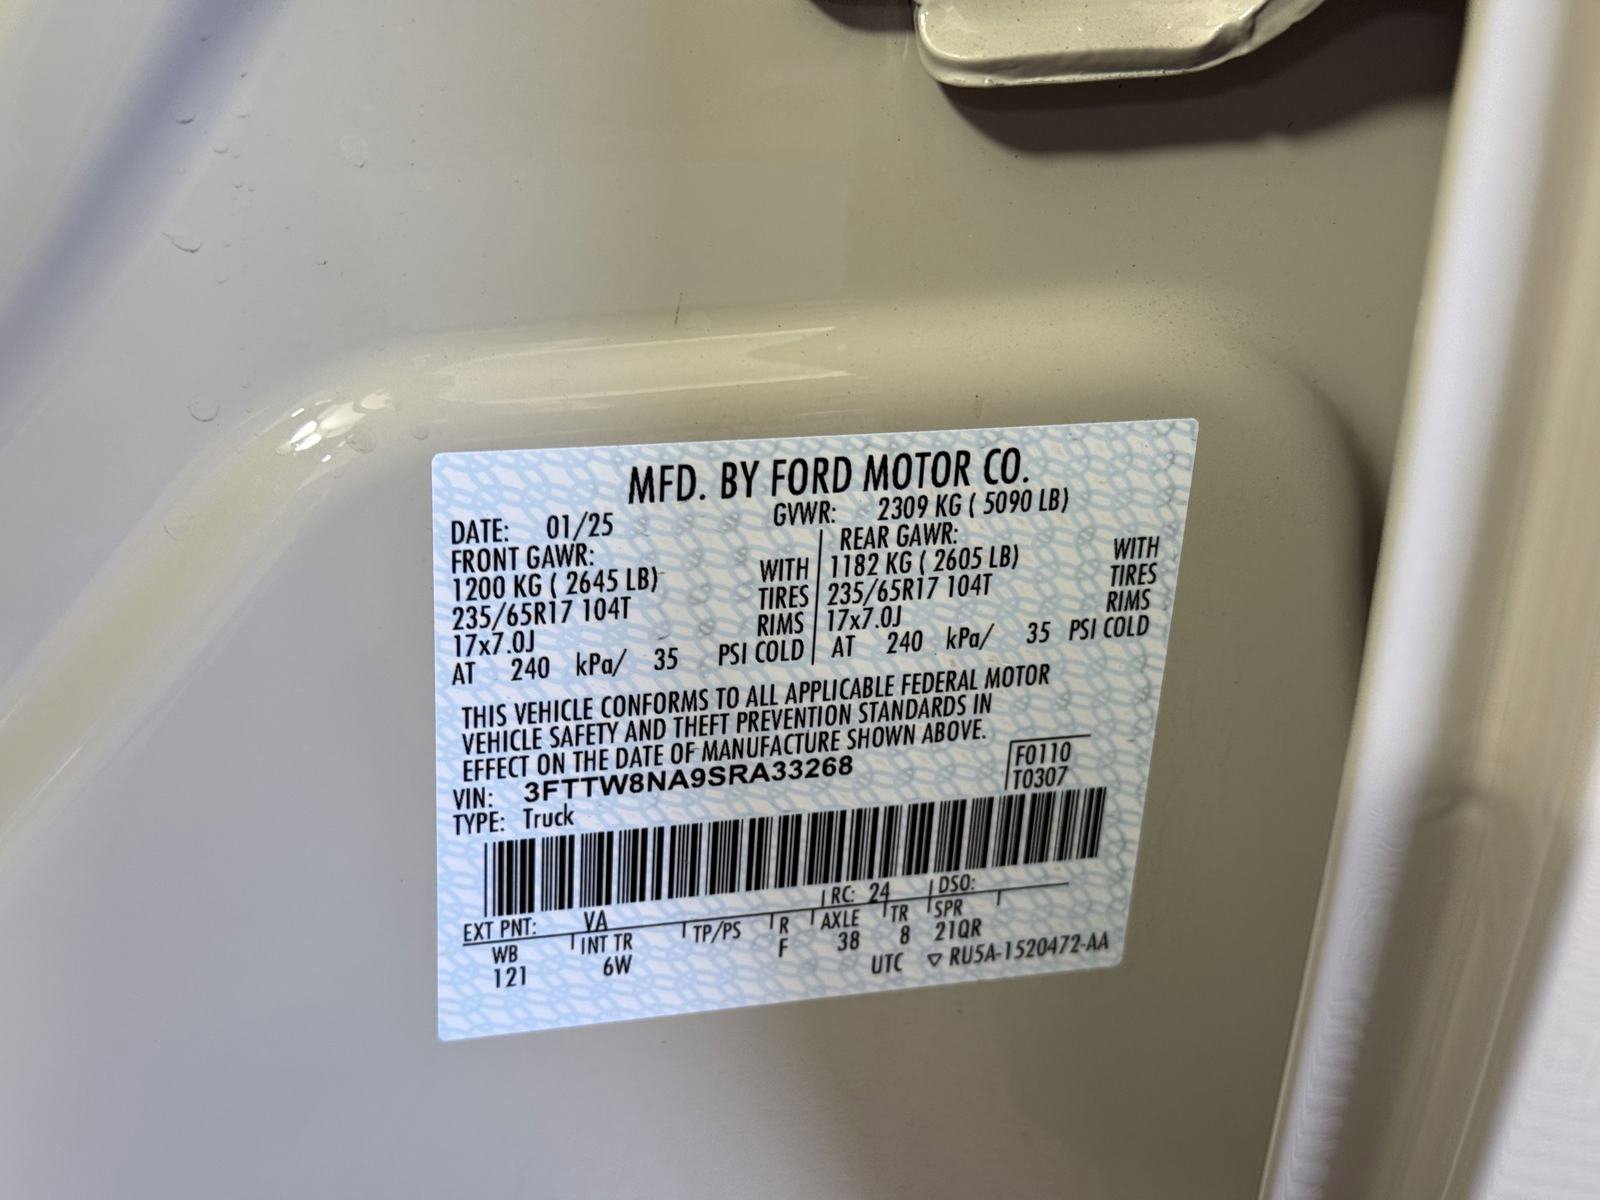 MFD. BY FORD MOTOR CO.
DATE: 01/25 GVWR: 2309 KG ( 5090 LB)
FRONT GAWR: REAR GAWR:
1200 KG ( 2645 LB) WITH 1182 KG ( 2605 LB) WITH
235/65R17 104T TIRES 235/65R17 104T TIRES
17x7.0J RIMS 17x7.0J RIMS
AT 240 kPa/ 35 PSI COLD AT 240 kPa/ 35 PSI COLD
THIS VEHICLE CONFORMS TO ALL APPLICABLE FEDERAL MOTOR
VEHICLE SAFETY AND THEFT PREVENTION STANDARDS IN
EFFECT ON THE DATE OF MANUFACTURE SHOWN ABOVE.
VIN: 3FTTW8NA9SRA33268 F0110
TYPE: Truck T0307
EXT PNT: VA RC: 24 DSO:
WB INT TR TP/PS R AXLE TR SPR
121 6W F 38 8 21QR
UTC ▽ RU5A-1520472-AA